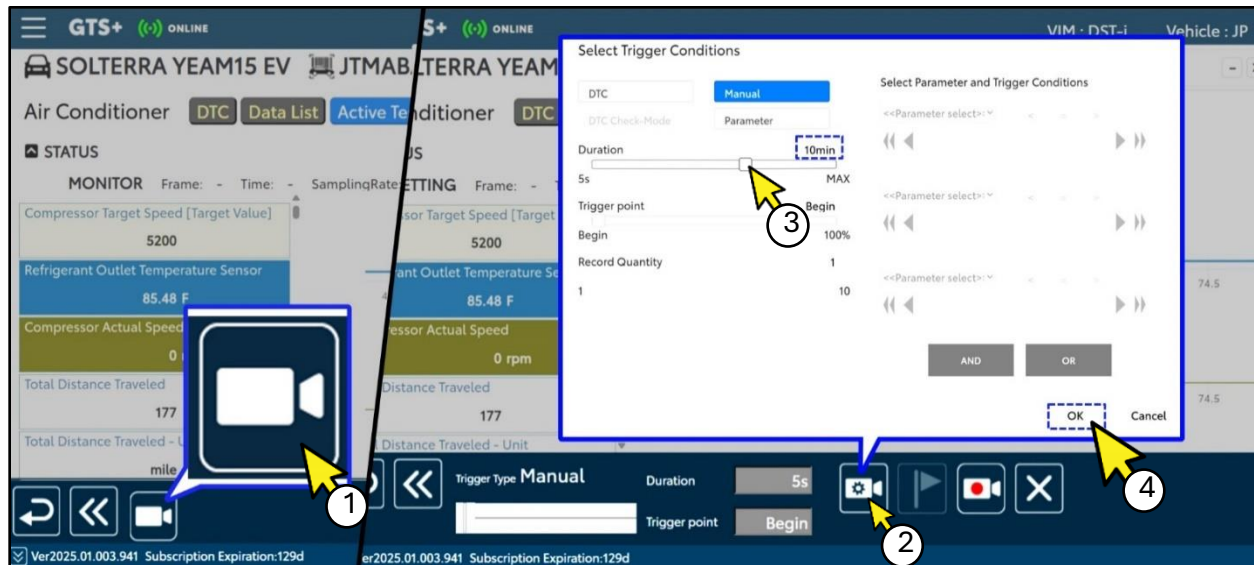 GTS+ ONLINE
SOLTERRA YEAM15 EV JTMAB
Air Conditioner DTC Data List Active Te
STATUS
MONITOR Frame: - Time: - SamplingRate:
Compressor Target Speed [Target Value]
5200
Refrigerant Outlet Temperature Sensor
85.48 F
Compressor Actual Speed
0
Total Distance Traveled
177
Total Distance Traveled - U
mile
1
Ver2025.01.003.941 Subscription Expiration:129d
S+ ONLINE
VIM : DST-i Vehicle : JP
LTERRA YEAM
nditioner DTC
US
ETTING Frame: -
sor Target Speed [Target
5200
rant Outlet Temperature Se
85.48 F
essor Actual Speed
0 rpm
Distance Traveled
177
Distance Traveled - Unit
74.5
74.5
Select Trigger Conditions
DTC Manual
DTC Check-Mode Parameter
Duration 10min
5s MAX
3
Trigger point Begin
Begin 100%
Record Quantity 1
1 10
Select Parameter and Trigger Conditions
<<Parameter select>>
<<Parameter select>>
<<Parameter select>>
AND OR
OK Cancel
4
Trigger Type Manual
Duration 5s
Trigger point Begin
2
er2025.01.003.941 Subscription Expiration:129d